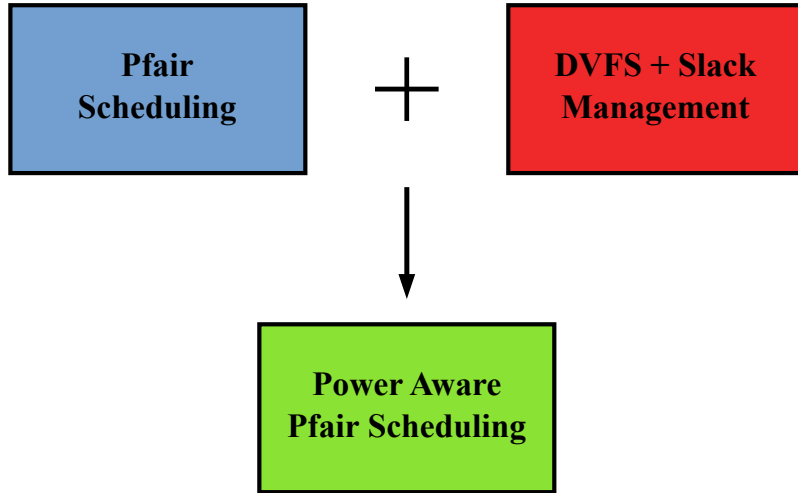 Pfair
Scheduling
DVFS + Slack
Management
Power Aware
Pfair Scheduling